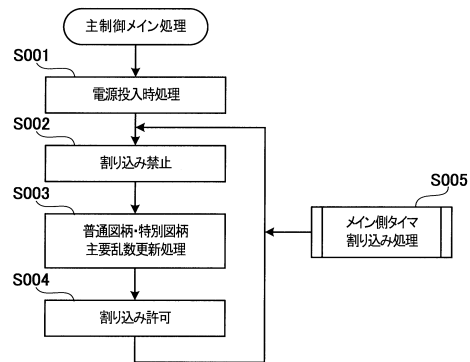 主制御メイン処理
S001
電源投入時処理
S002
割り込み禁止
S003
普通図柄・特別図柄
主要乱数更新処理
S004
割り込み許可
S005
メイン側タイマ
割り込み処理